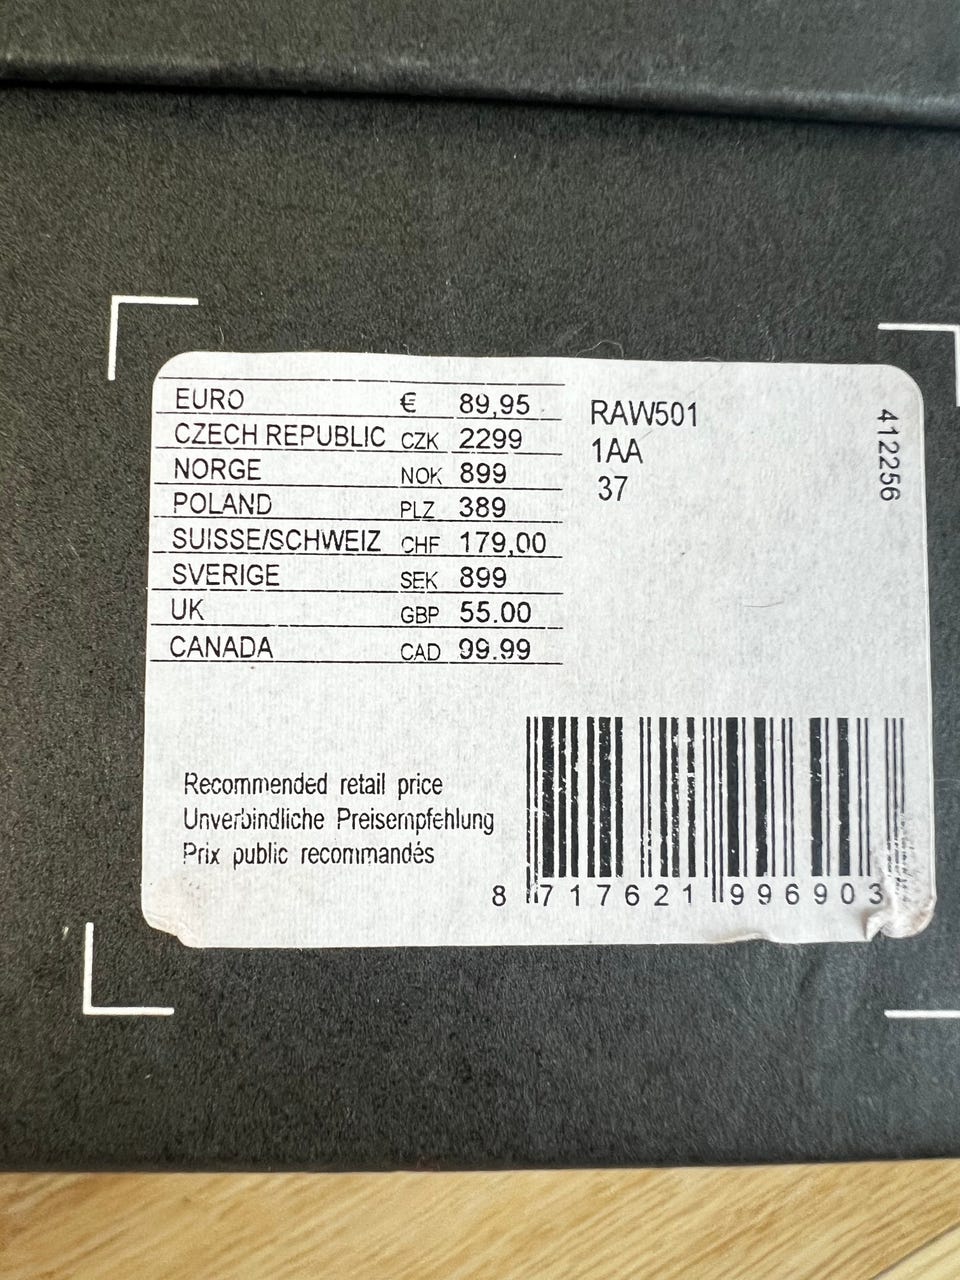 EURO € 89,95
CZECH REPUBLIC CZK 2299
NORGE NOK 899
POLAND PLZ 389
SUISSE/SCHWEIZ CHF 179,00
SVERIGE SEK 899
UK GBP 55.00
CANADA CAD 99.99
RAW501
1AA
37
412256
Recommended retail price
Unverbindliche Preisempfehlung
Prix public recommandés
8 717621 996903